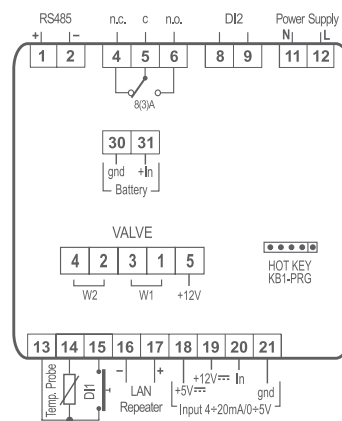 RS485 n.c. c n.o. DI2 Power Supply
+ − N L
1 2 4 5 6 8 9 11 12
8(3)A
30 31
gnd +In
Battery
VALVE
4 2 3 1 5
W2 W1 +12V
HOT KEY
KB1-PRG
13 14 15 16 17 18 19 20 21
Temp. Probe
DI1
− +
LAN
Repeater
+5V +12V In gnd
Input 4÷20mA/0÷5V